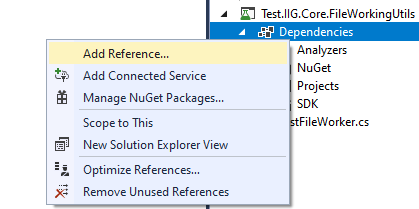 Test.IIG.Core.FileWorkingUtils
Dependencies
Analyzers
NuGet
Projects
SDK
stFileWorker.cs
Add Reference...
Add Connected Service
Manage NuGet Packages...
Scope to This
New Solution Explorer View
Optimize References...
Remove Unused References